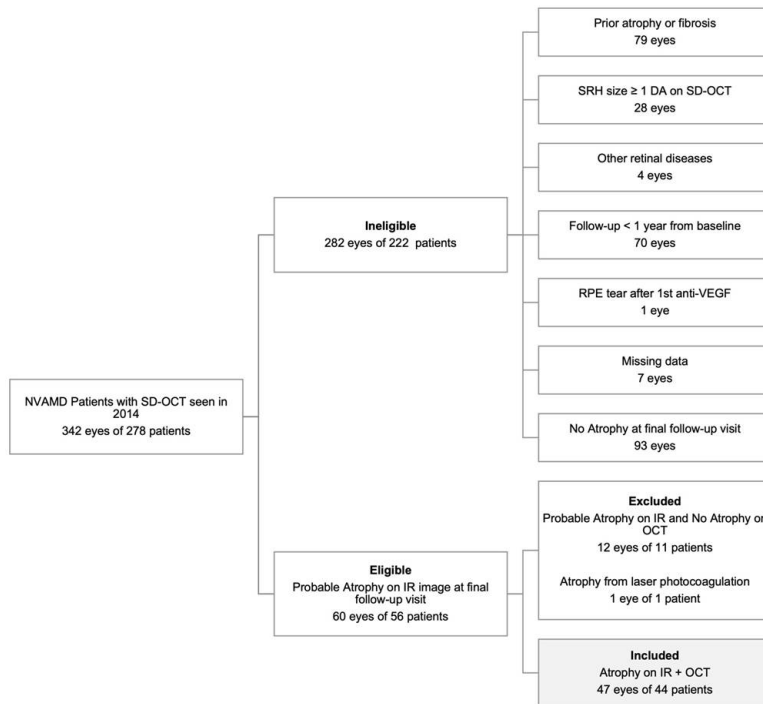 Prior atrophy or fibrosis
79 eyes
SRH size ≥ 1 DA on SD-OCT
28 eyes
Other retinal diseases
4 eyes
Ineligible
282 eyes of 222 patients
Follow-up < 1 year from baseline
70 eyes
RPE tear after 1st anti-VEGF
1 eye
Missing data
7 eyes
NVAMD Patients with SD-OCT seen in
2014
342 eyes of 278 patients
No Atrophy at final follow-up visit
93 eyes
Eligible
Probable Atrophy on IR image at final
follow-up visit
60 eyes of 56 patients
Excluded
Probable Atrophy on IR and No Atrophy on
OCT
12 eyes of 11 patients
Atrophy from laser photocoagulation
1 eye of 1 patient
Included
Atrophy on IR + OCT
47 eyes of 44 patients